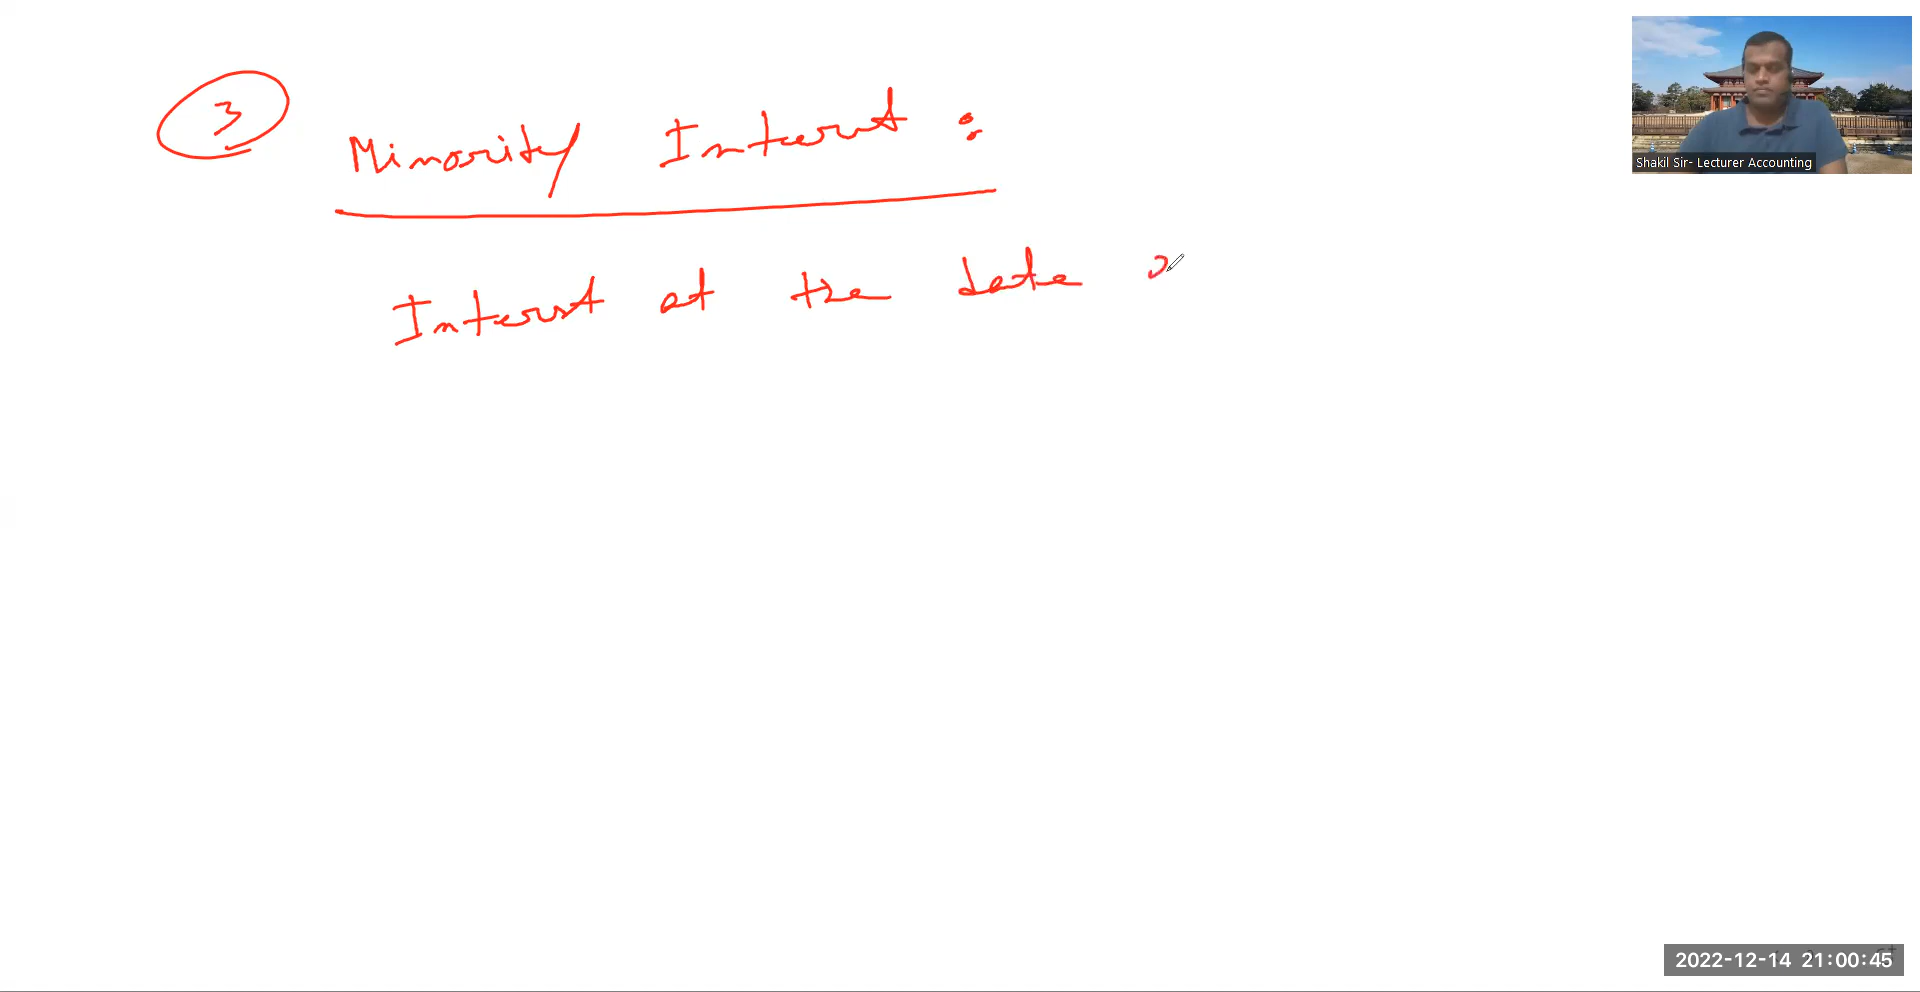 3
Minority Interest :
Interest at the date
Shakil Sir- Lecturer Accounting
2022-12-14 21:00:45